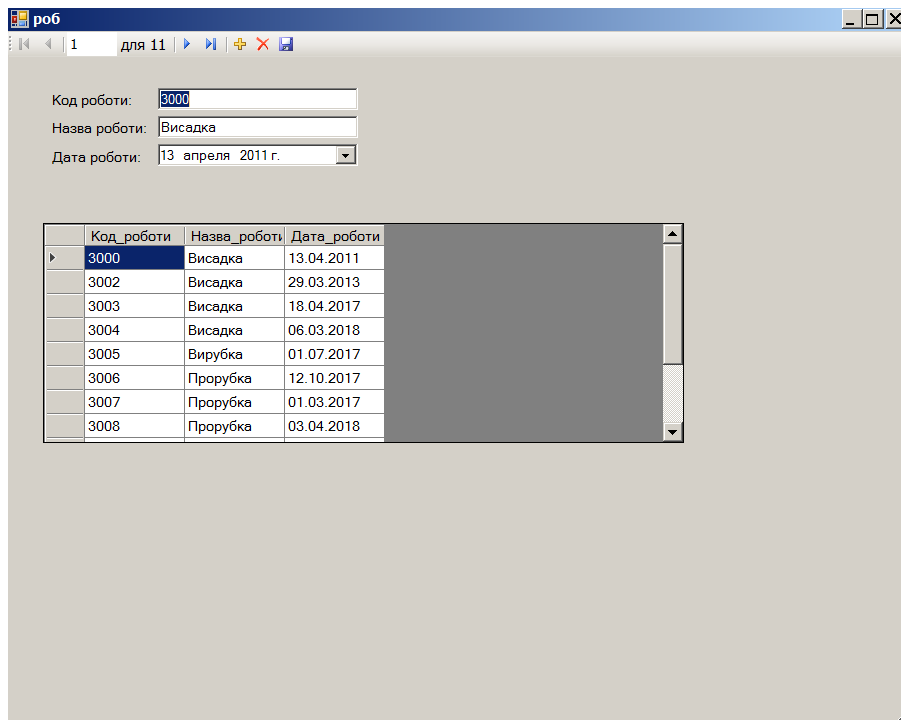 роб
1 для 11
Код роботи: 3000
Назва роботи: Висадка
Дата роботи: 13 апреля 2011 г.
Код_роботи Назва_роботи Дата_роботи
3000 Висадка 13.04.2011
3002 Висадка 29.03.2013
3003 Висадка 18.04.2017
3004 Висадка 06.03.2018
3005 Вирубка 01.07.2017
3006 Прорубка 12.10.2017
3007 Прорубка 01.03.2017
3008 Прорубка 03.04.2018